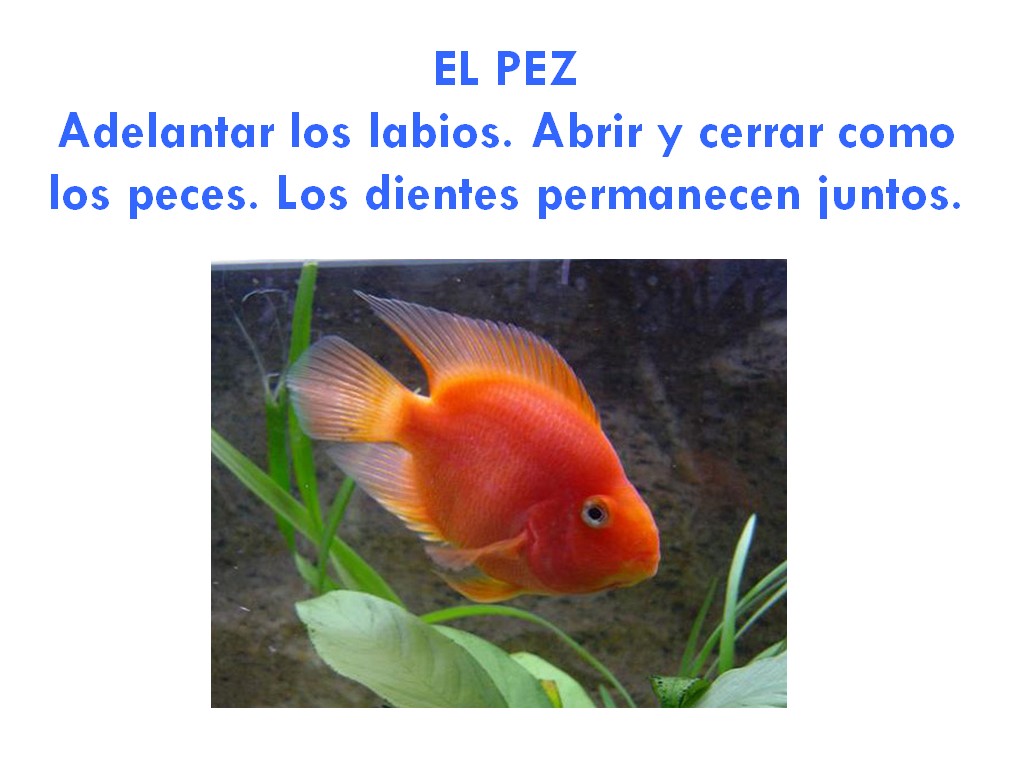 EL PEZ
Adelantar los labios. Abrir y cerrar como
los peces. Los dientes permanecen juntos.